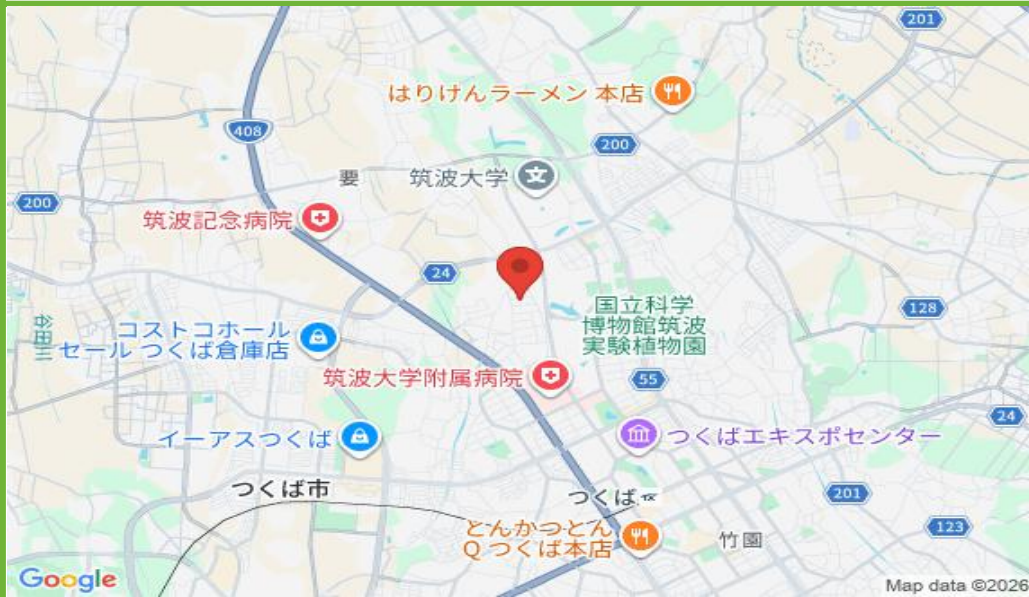 201
はりけんラーメン 本店
408
200
要
筑波大学
200
筑波記念病院
24
国立科学
博物館筑波
実験植物園
128
谷田川
コストコホール
セール つくば倉庫店
筑波大学附属病院
55
24
イーアスつくば
つくばエキスポセンター
つくば市
つくば
201
とんかつとん
Q つくば本店
竹園
123
Google
Map data ©2026